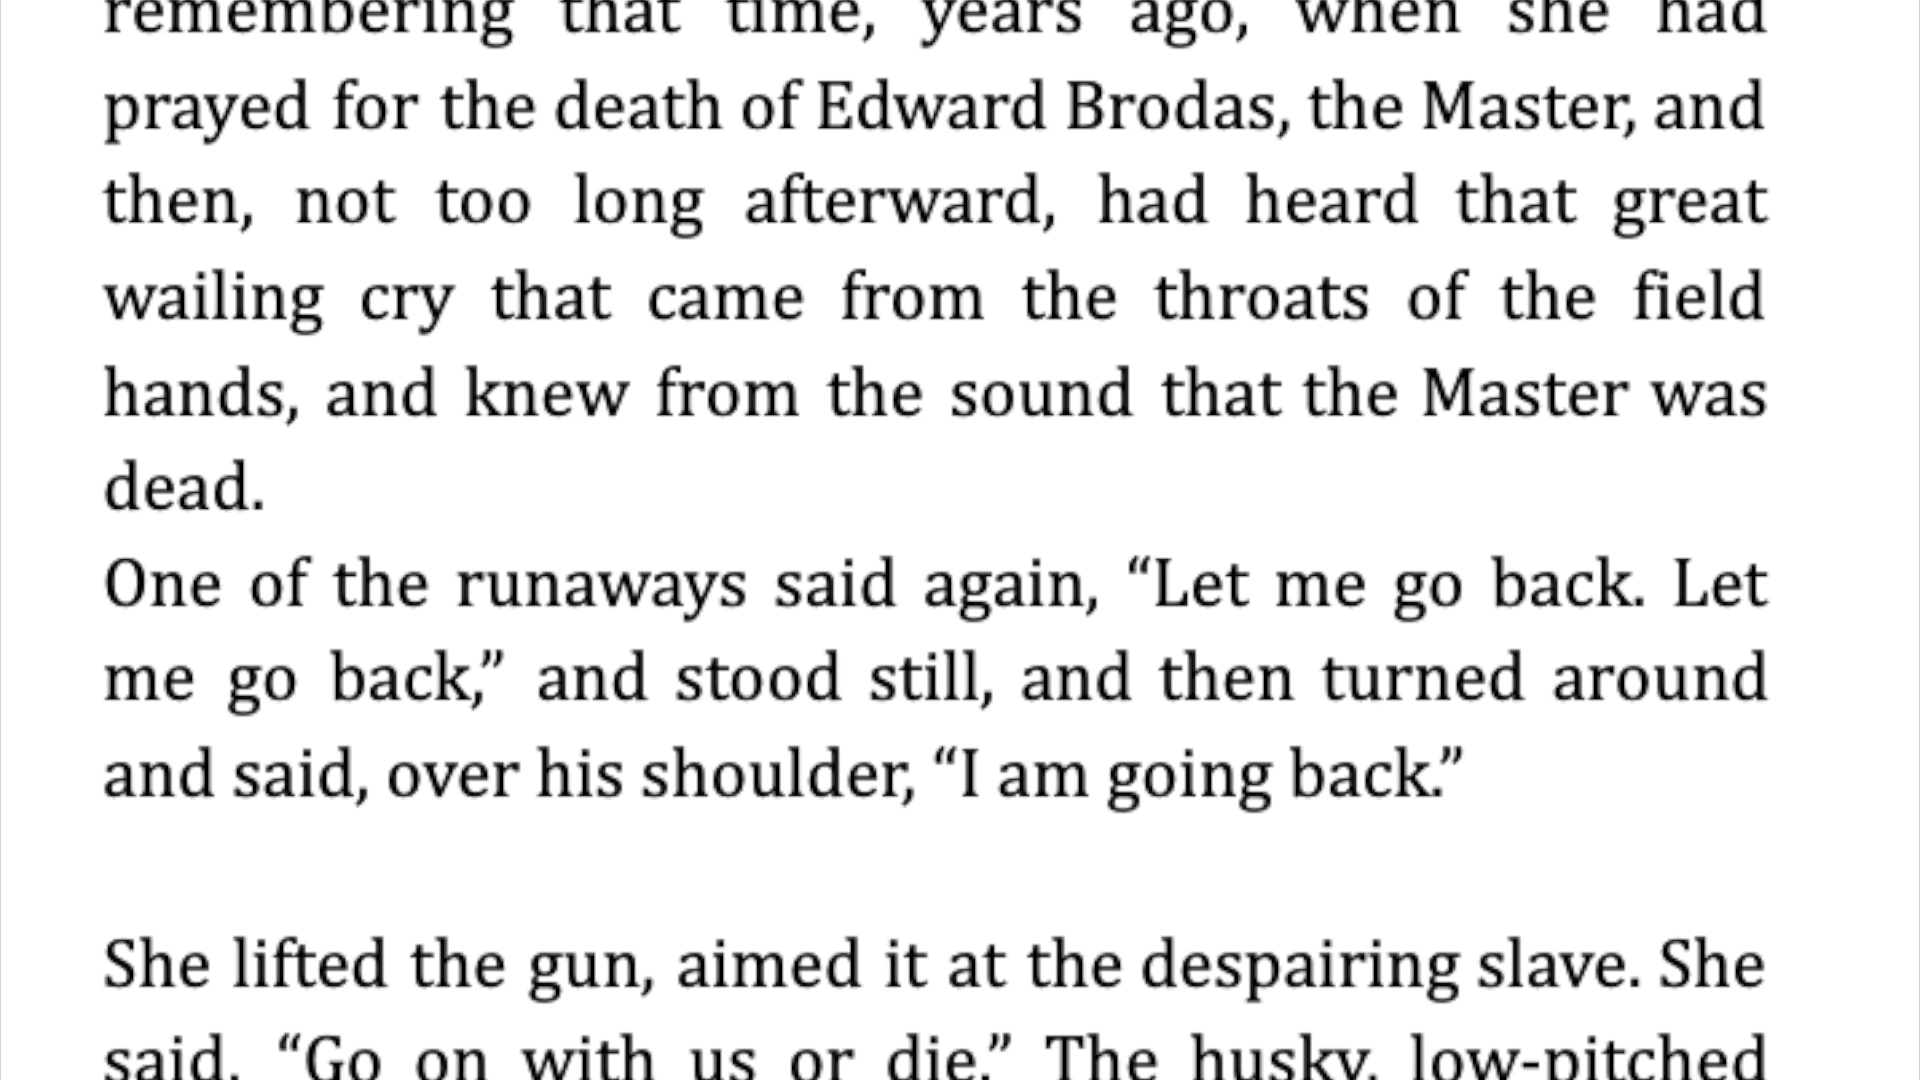 remembering that time, years ago, when she had
prayed for the death of Edward Brodas, the Master, and
then, not too long afterward, had heard that great
wailing cry that came from the throats of the field
hands, and knew from the sound that the Master was
dead.
One of the runaways said again, “Let me go back. Let
me go back,” and stood still, and then turned around
and said, over his shoulder, “I am going back.”
She lifted the gun, aimed it at the despairing slave. She
said, “Go on with us or die.” The husky, low-pitched